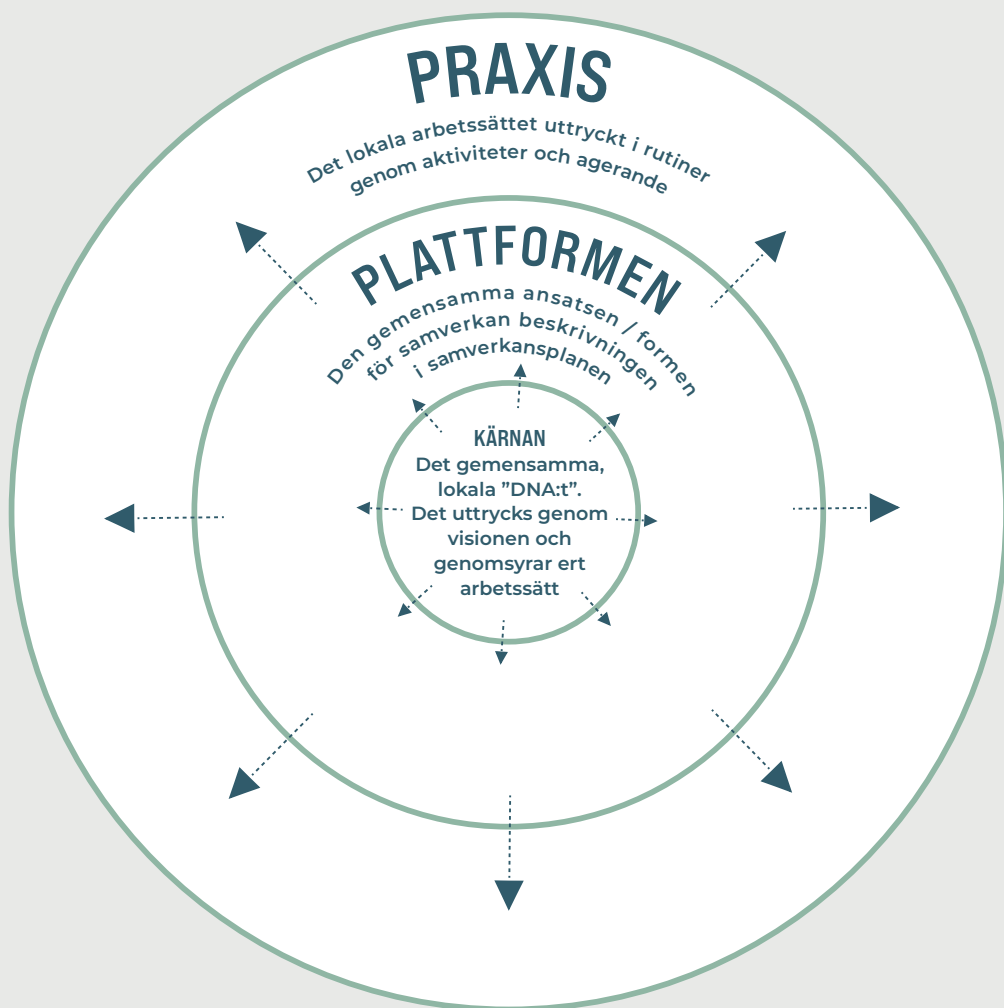 PRAXIS
Det lokala arbetssättet uttryckt i rutiner
genom aktiviteter och agerande
PLATTFORMEN
Den gemensamma ansatsen / formen
för samverkan beskrivningen
i samverkansplanen
KÄRNAN
Det gemensamma,
lokala ”DNA:t”.
Det uttrycks genom
visionen och
genomsyrar ert
arbetssätt